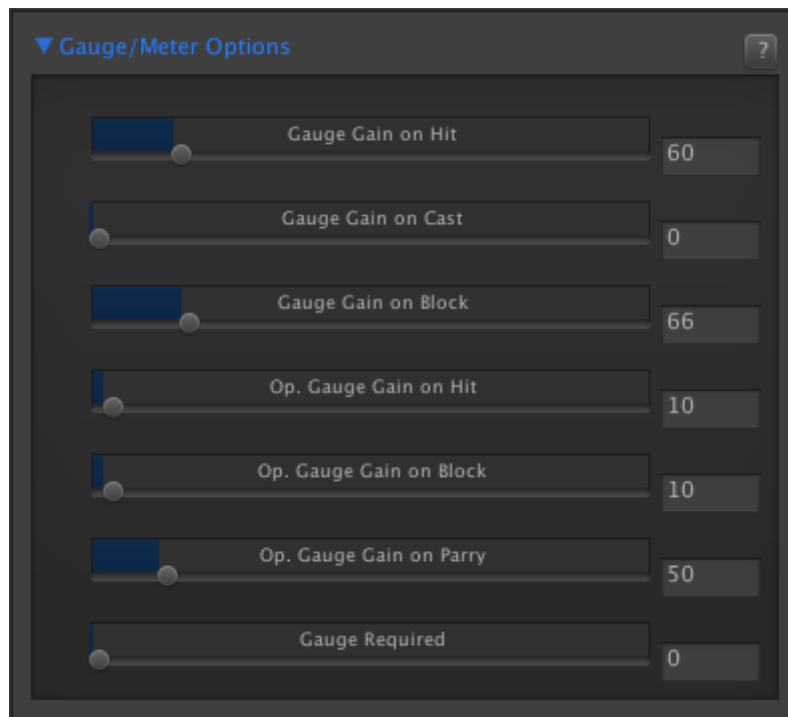 Gauge/Meter Options
?
Gauge Gain on Hit
60
Gauge Gain on Cast
0
Gauge Gain on Block
66
Op. Gauge Gain on Hit
10
Op. Gauge Gain on Block
10
Op. Gauge Gain on Parry
50
Gauge Required
0